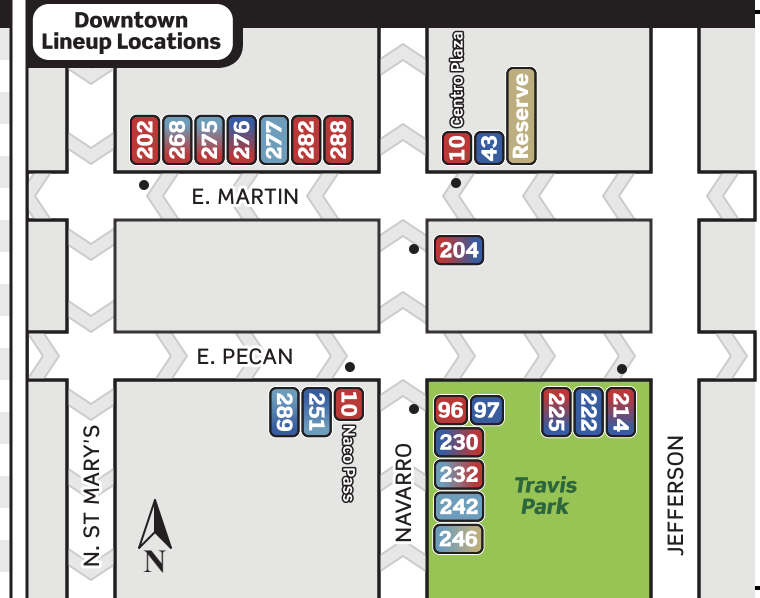 Downtown
Lineup Locations
Centro Plaza
202 268 275 276 277 282 288
10 43 Reserve
E. MARTIN
204
E. PECAN
289 251 10
Naco Pass
96 97
225 222 214
230
232
242
246
Travis
Park
N. ST MARY'S
NAVARRO
JEFFERSON
N